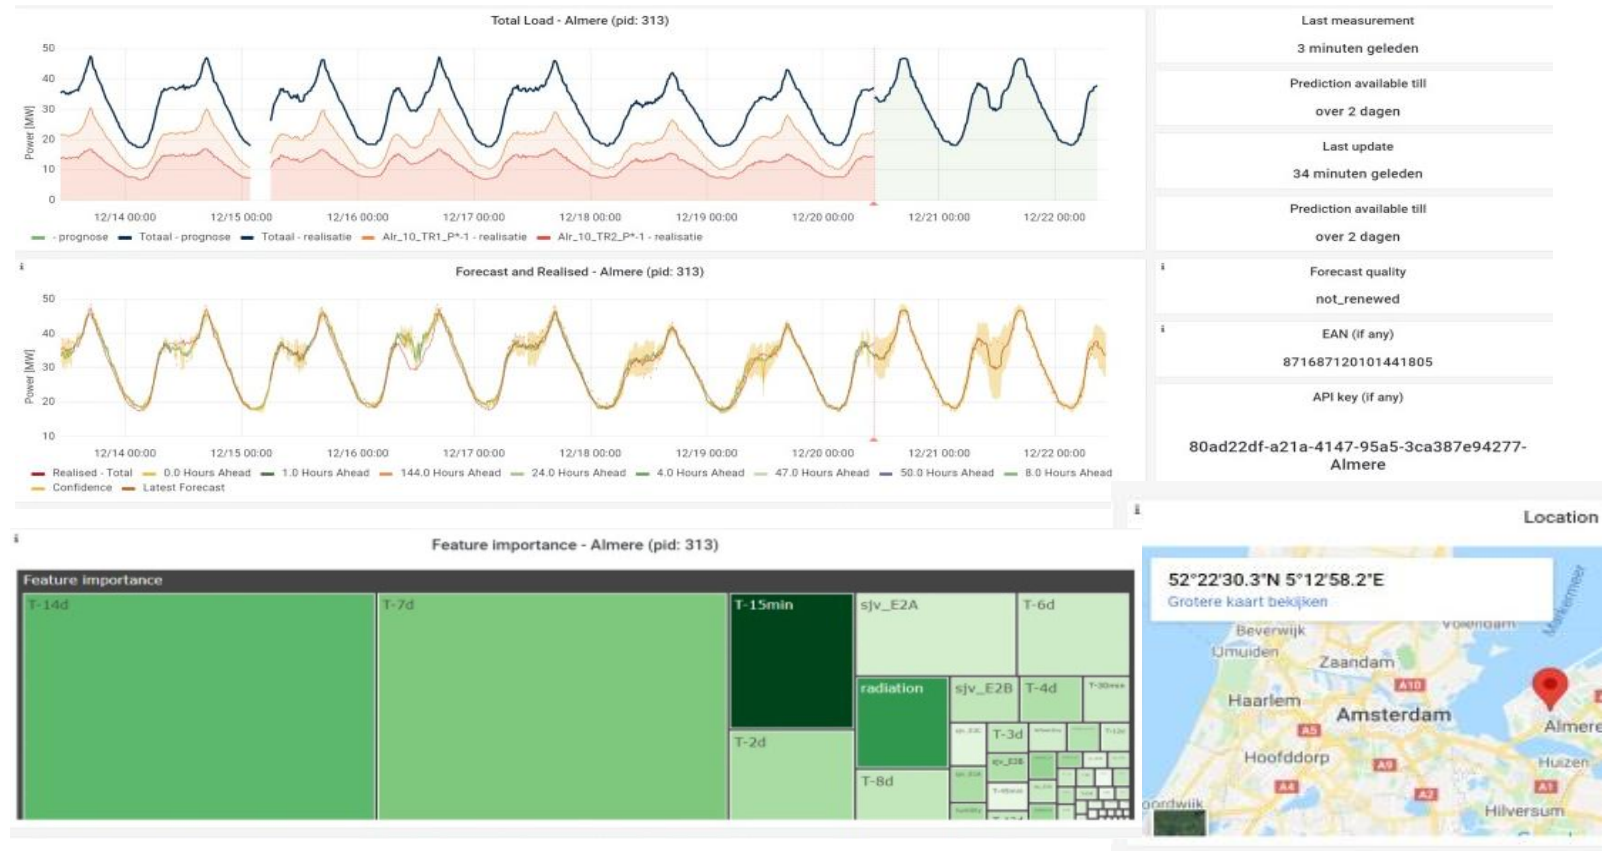 Total Load - Almere (pid: 313)
Power [MW]
50
40
30
20
10
0
12/14 00:00
12/15 00:00
12/16 00:00
12/17 00:00
12/18 00:00
12/19 00:00
12/20 00:00
12/21 00:00
12/22 00:00
- prognose
Totaal - prognose
Totaal - realisatie
Alr_10_TR1_P*-1 - realisatie
Alr_10_TR2_P*-1 - realisatie
Last measurement
3 minuten geleden
Prediction available till
over 2 dagen
Last update
34 minuten geleden
Prediction available till
over 2 dagen
Forecast and Realised - Almere (pid: 313)
Power [MW]
50
40
30
20
10
12/14 00:00
12/15 00:00
12/16 00:00
12/17 00:00
12/18 00:00
12/19 00:00
12/20 00:00
12/21 00:00
12/22 00:00
Realised - Total
0.0 Hours Ahead
1.0 Hours Ahead
144.0 Hours Ahead
24.0 Hours Ahead
4.0 Hours Ahead
47.0 Hours Ahead
50.0 Hours Ahead
8.0 Hours Ahead
Confidence
Latest Forecast
Forecast quality
not_renewed
EAN (if any)
871687120101441805
API key (if any)
80ad22df-a21a-4147-95a5-3ca387e94277-
Almere
Feature importance - Almere (pid: 313)
Feature importance
T-14d
T-7d
T-15min
T-2d
sjv_E2A
T-6d
radiation
sjv_E2B
T-4d
T-30min
T-3d
T-8d
Location
52°22'30.3"N 5°12'58.2"E
Grotere kaart bekijken
Markermeer
Volendam
Beverwijk
IJmuiden
Zaandam
A10
Haarlem
Amsterdam
A5
Almere
Hoofddorp
A9
Huizen
A4
A2
A1
oordwijk
Hilversum